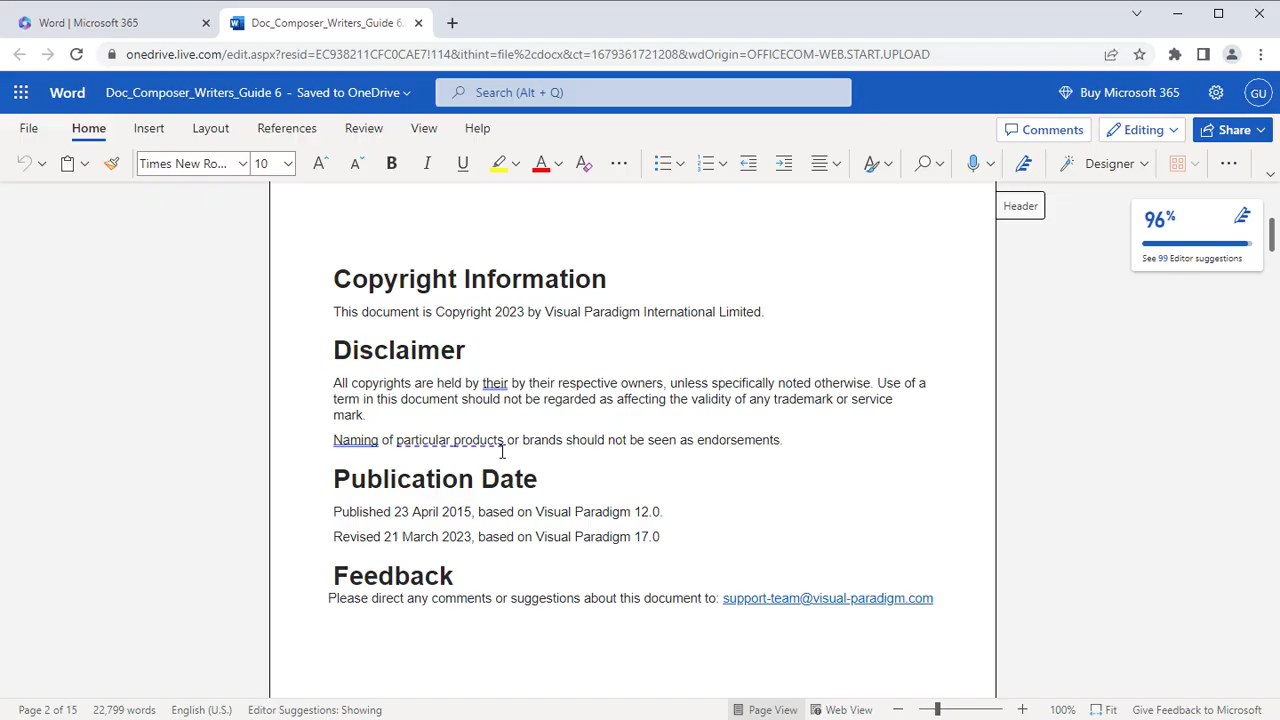 Word | Microsoft 365
Doc_Composer_Writers_Guide 6
onedrive.live.com/edit.aspx?resid=EC938211CFC0CAE7!114&ithint=file%2cdocx&ct=1679361721208&wdOrigin=OFFICECOM-WEB.START.UPLOAD
Word Doc_Composer_Writers_Guide 6 - Saved to OneDrive Search (Alt + Q) Buy Microsoft 365 GU
File Home Insert Layout References Review View Help Comments Editing Share
Times New Ro... 10 A A B I U A A Designer
Header
96%
See 99 Editor suggestions
Copyright Information
This document is Copyright 2023 by Visual Paradigm International Limited.
Disclaimer
All copyrights are held by their by their respective owners, unless specifically noted otherwise. Use of a
term in this document should not be regarded as affecting the validity of any trademark or service
mark.
Naming of particular products or brands should not be seen as endorsements.
Publication Date
Published 23 April 2015, based on Visual Paradigm 12.0.
Revised 21 March 2023, based on Visual Paradigm 17.0
Feedback
Please direct any comments or suggestions about this document to: support-team@visual-paradigm.com
Page 2 of 15 22,799 words English (U.S.) Editor Suggestions: Showing Page View Web View 100% Fit Give Feedback to Microsoft